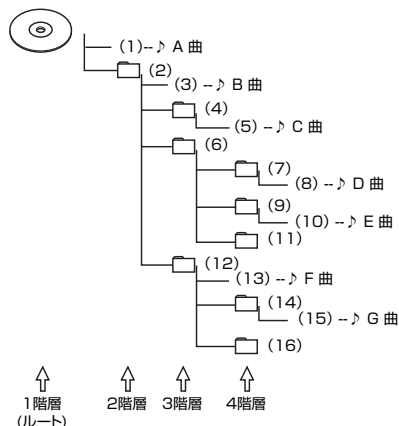 (1)--♪ A 曲
(2)
(3) --♪ B 曲
(4)
(5) --♪ C 曲
(6)
(7)
(8) --♪ D 曲
(9)
(10) --♪ E 曲
(11)
(12)
(13) --♪ F 曲
(14)
(15) --♪ G 曲
(16)
1階層 2階層 3階層 4階層
(ルート)